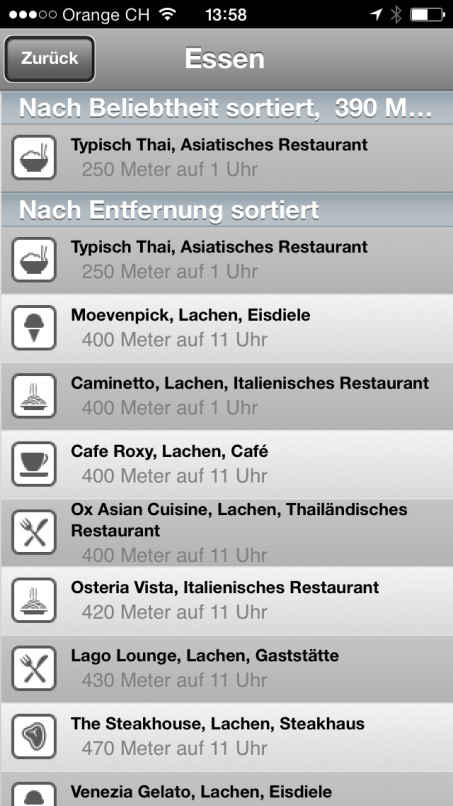 Orange CH 13:58
Zurück Essen
Nach Beliebtheit sortiert, 390 M...
Typisch Thai, Asiatisches Restaurant
250 Meter auf 1 Uhr
Nach Entfernung sortiert
Typisch Thai, Asiatisches Restaurant
250 Meter auf 1 Uhr
Moevenpick, Lachen, Eisdiele
400 Meter auf 11 Uhr
Caminetto, Lachen, Italienisches Restaurant
400 Meter auf 1 Uhr
Cafe Roxy, Lachen, Café
400 Meter auf 11 Uhr
Ox Asian Cuisine, Lachen, Thailändisches
Restaurant
400 Meter auf 11 Uhr
Osteria Vista, Italienisches Restaurant
420 Meter auf 11 Uhr
Lago Lounge, Lachen, Gaststätte
430 Meter auf 11 Uhr
The Steakhouse, Lachen, Steakhaus
470 Meter auf 11 Uhr
Venezia Gelato, Lachen, Eisdiele